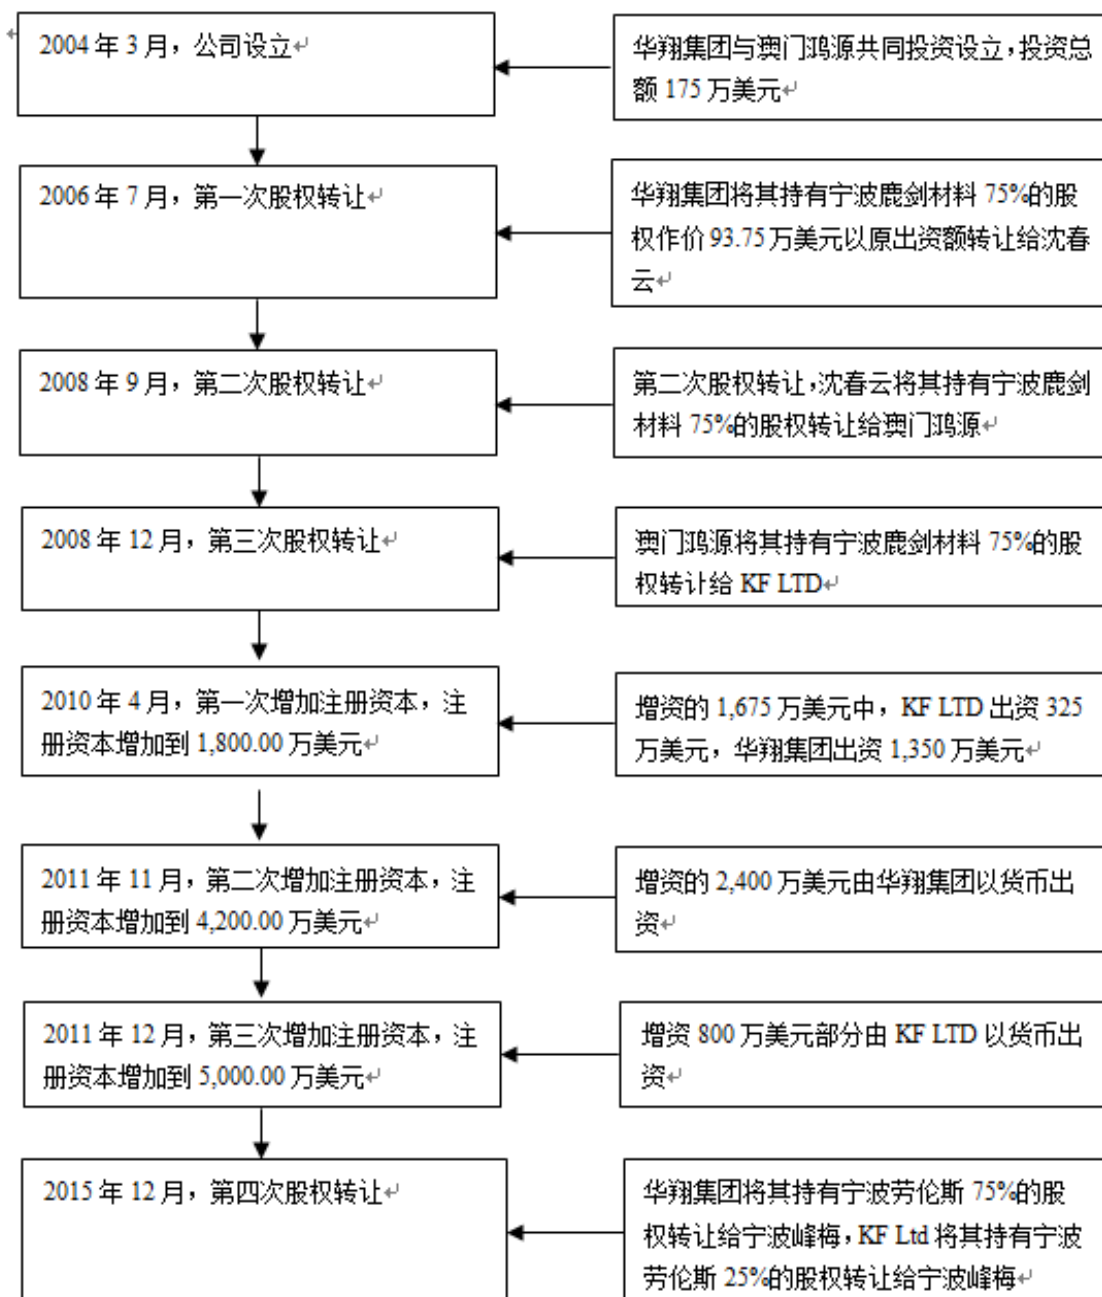 2004 年 3 月，公司设立
华翔集团与澳门鸿源共同投资设立，投资总
额 175 万美元
2006 年 7 月，第一次股权转让
华翔集团将其持有宁波鹿剑材料 75%的股
权作价 93.75 万美元以原出资额转让给沈春
云
2008 年 9 月，第二次股权转让
第二次股权转让，沈春云将其持有宁波鹿剑
材料 75%的股权转让给澳门鸿源
2008 年 12 月，第三次股权转让
澳门鸿源将其持有宁波鹿剑材料 75%的股
权转让给 KF LTD
2010 年 4 月，第一次增加注册资本，注
册资本增加到 1,800.00 万美元
增资的 1,675 万美元中，KF LTD 出资 325
万美元，华翔集团出资 1,350 万美元
2011 年 11 月，第二次增加注册资本，注
册资本增加到 4,200.00 万美元
增资的 2,400 万美元由华翔集团以货币出
资
2011 年 12 月，第三次增加注册资本，注
册资本增加到 5,000.00 万美元
增资 800 万美元部分由 KF LTD 以货币出
资
2015 年 12 月，第四次股权转让
华翔集团将其持有宁波劳伦斯 75%的股
权转让给宁波峰梅，KF Ltd 将其持有宁波
劳伦斯 25%的股权转让给宁波峰梅